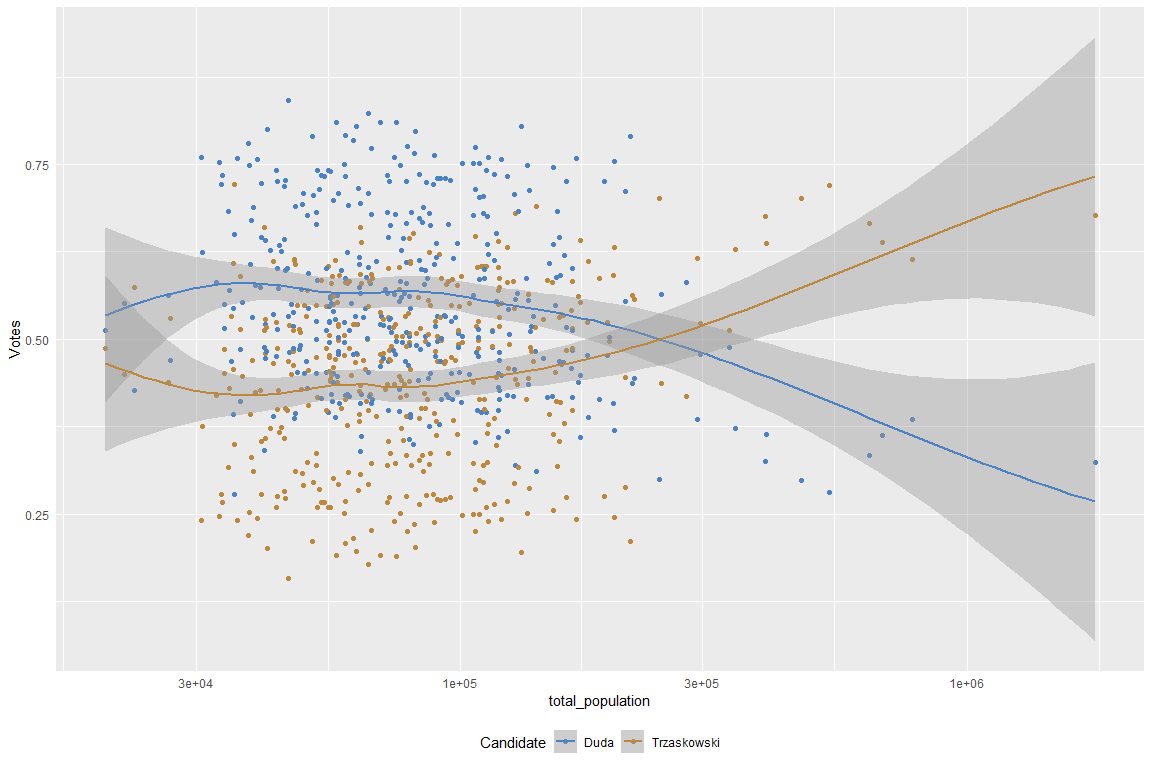 Votes
0.75
0.50
0.25
3e+04 1e+05 3e+05 1e+06
total_population
Candidate Duda Trzaskowski